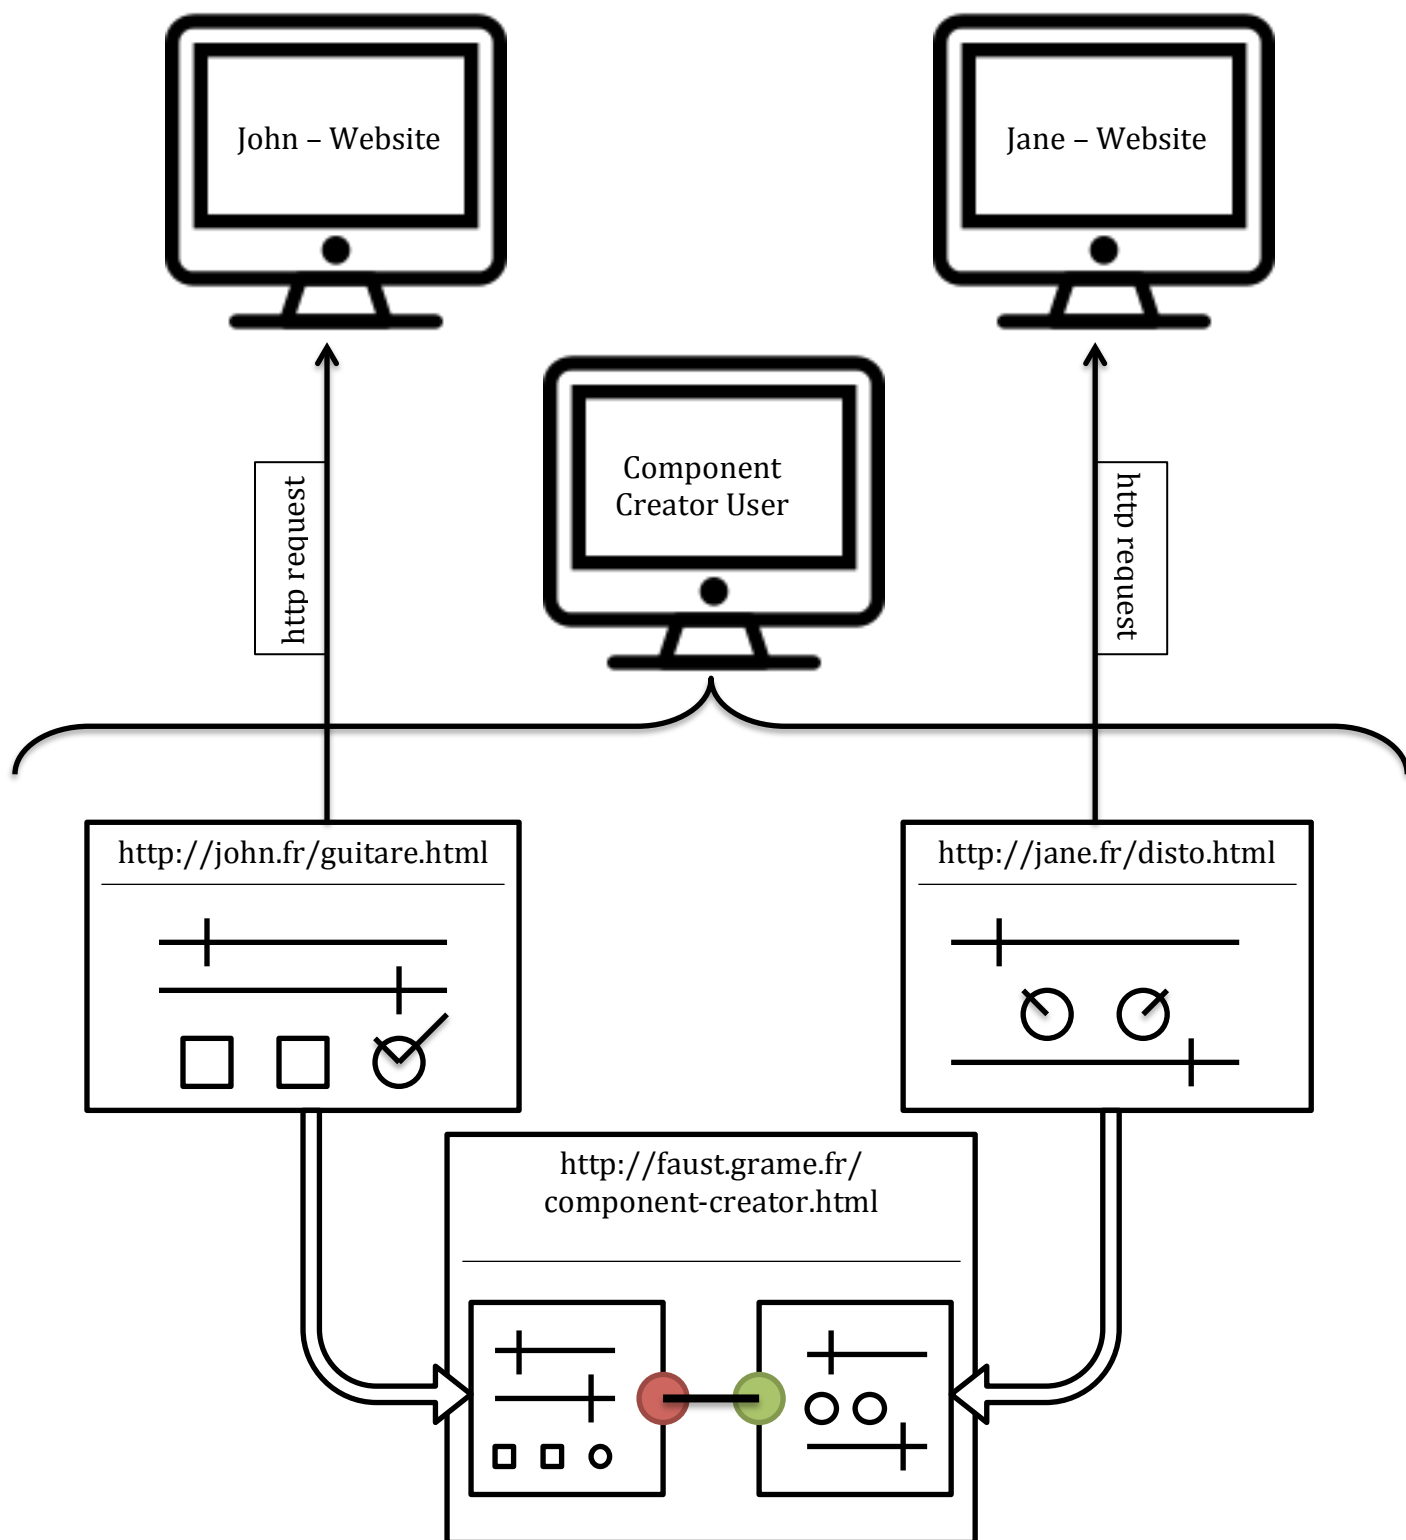 John – Website
Jane – Website
Component
Creator User
http request
http request
http://john.fr/guitare.html
http://jane.fr/disto.html
http://faust.grame.fr/
component-creator.html